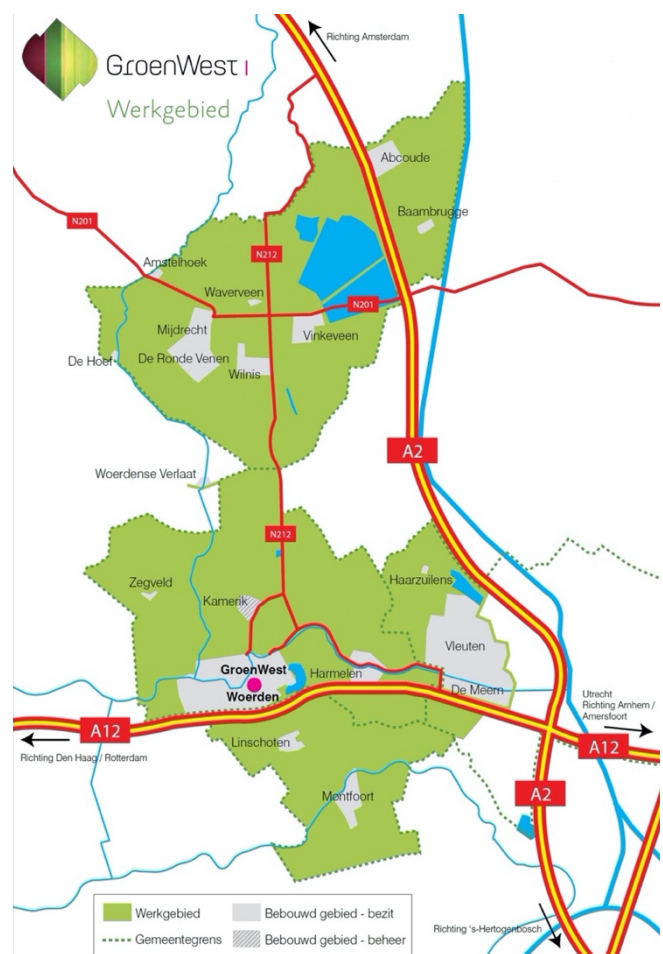 GroenWest
Werkgebied
Richting Amsterdam
Abcoude
Baambrugge
N201
N212
Amstelhoek
Waverveen
N201
Mijdrecht
Vinkeveen
De Hoef
De Ronde Venen
Wilnis
A2
Woerdense Verlaat
N212
Zegveld
Haarzuilens
Kamerik
Vleuten
GroenWest
Harmelen
Woerden
De Meern
Utrecht
Richting Arnhem /
Amersfoort
A12
A12
Linschoten
Richting Den Haag / Rotterdam
A2
Montfoort
Werkgebied
Bebouwd gebied - bezit
Gemeentegrens
Bebouwd gebied - beheer
Richting 's-Hertogenbosch